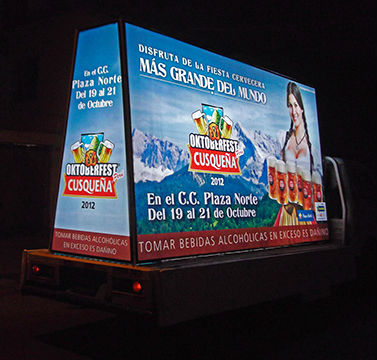 En el C.C.
Plaza Norte
Del 19 al 21
de Octubre
OKTOBERFEST
Perú
CUSQUEÑA
2012
TOMAR BEBIDAS ALCOHÓLICAS
EN EXCESO ES DAÑINO
DISFRUTA DE LA FIESTA CERVECERA
MÁS GRANDE DEL MUNDO
OKTOBERFEST
CUSQUEÑA
2012
En el C.C. Plaza Norte
Del 19 al 21 de Octubre
TOMAR BEBIDAS ALCOHÓLICAS EN EXCESO ES DAÑINO